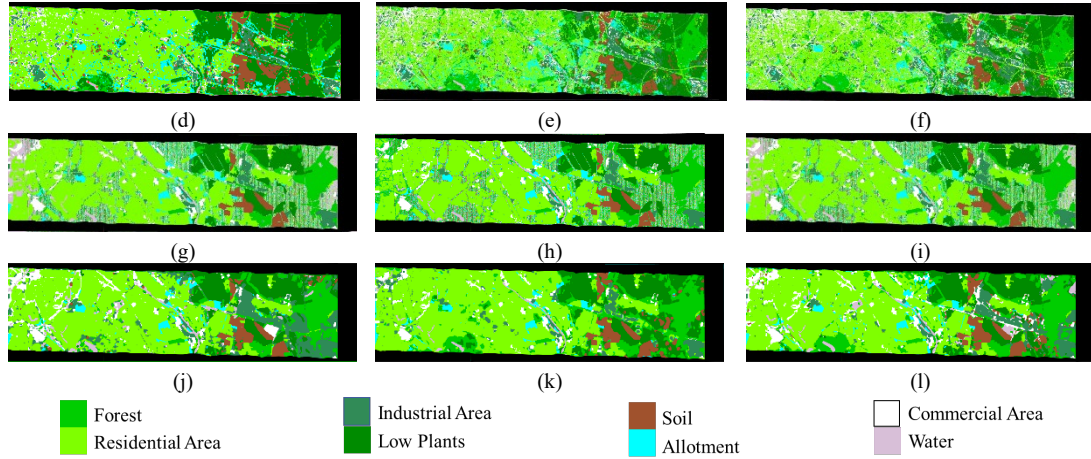 (d) (e) (f)
(g) (h) (i)
(j) (k) (l)
Forest Industrial Area Soil Commercial Area
Residential Area Low Plants Allotment Water